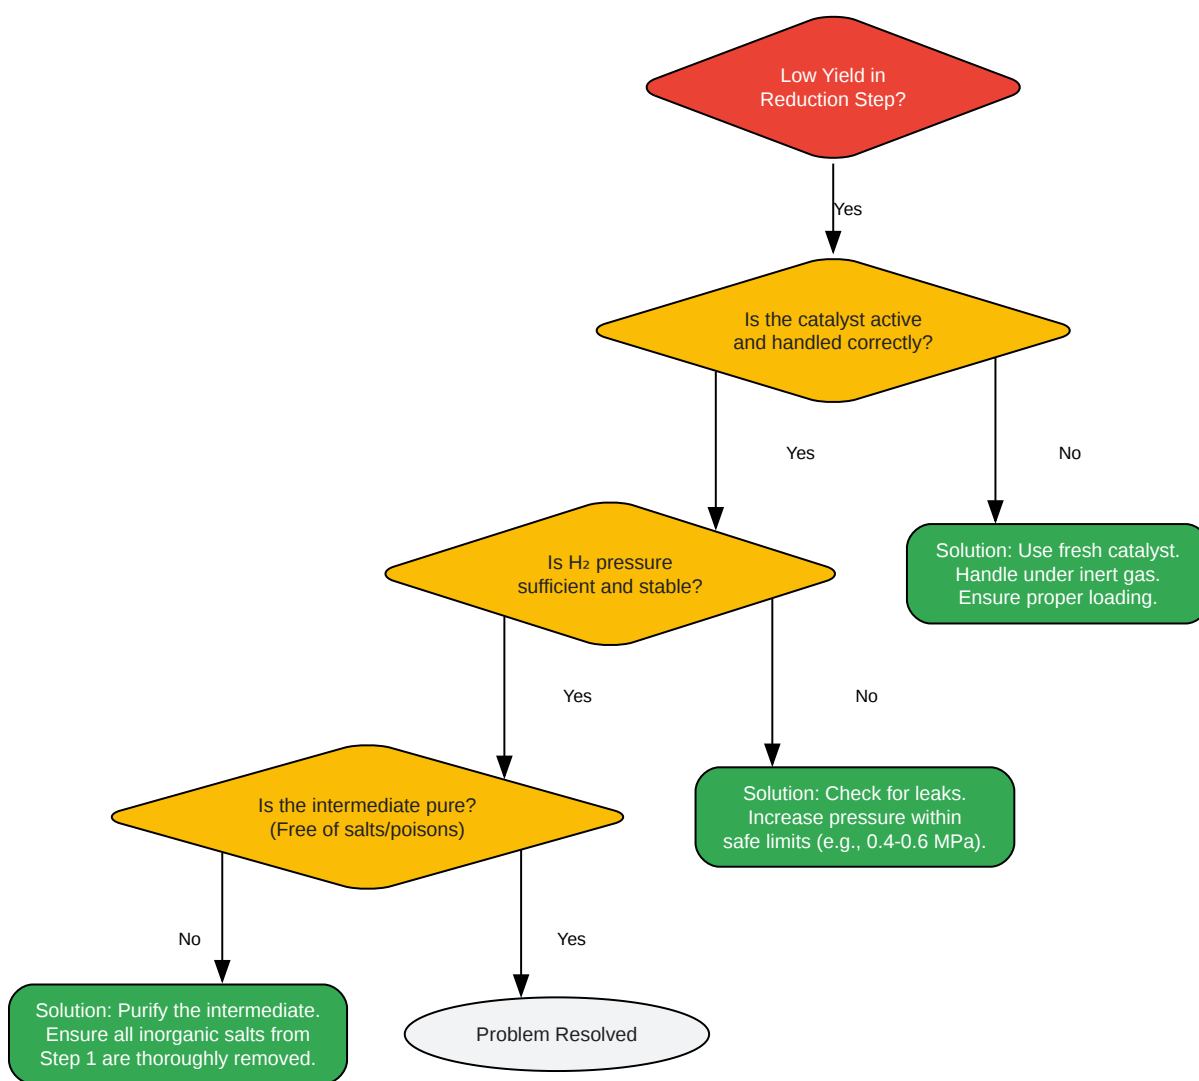 Low Yield in
Reduction Step?
Yes
Is the catalyst active
and handled correctly?
Yes
No
Is H₂ pressure
sufficient and stable?
Solution: Use fresh catalyst.
Handle under inert gas.
Ensure proper loading.
Yes
No
Is the intermediate pure?
(Free of salts/poisons)
Solution: Check for leaks.
Increase pressure within
safe limits (e.g., 0.4-0.6 MPa).
No
Yes
Solution: Purify the intermediate.
Ensure all inorganic salts from
Step 1 are thoroughly removed.
Problem Resolved